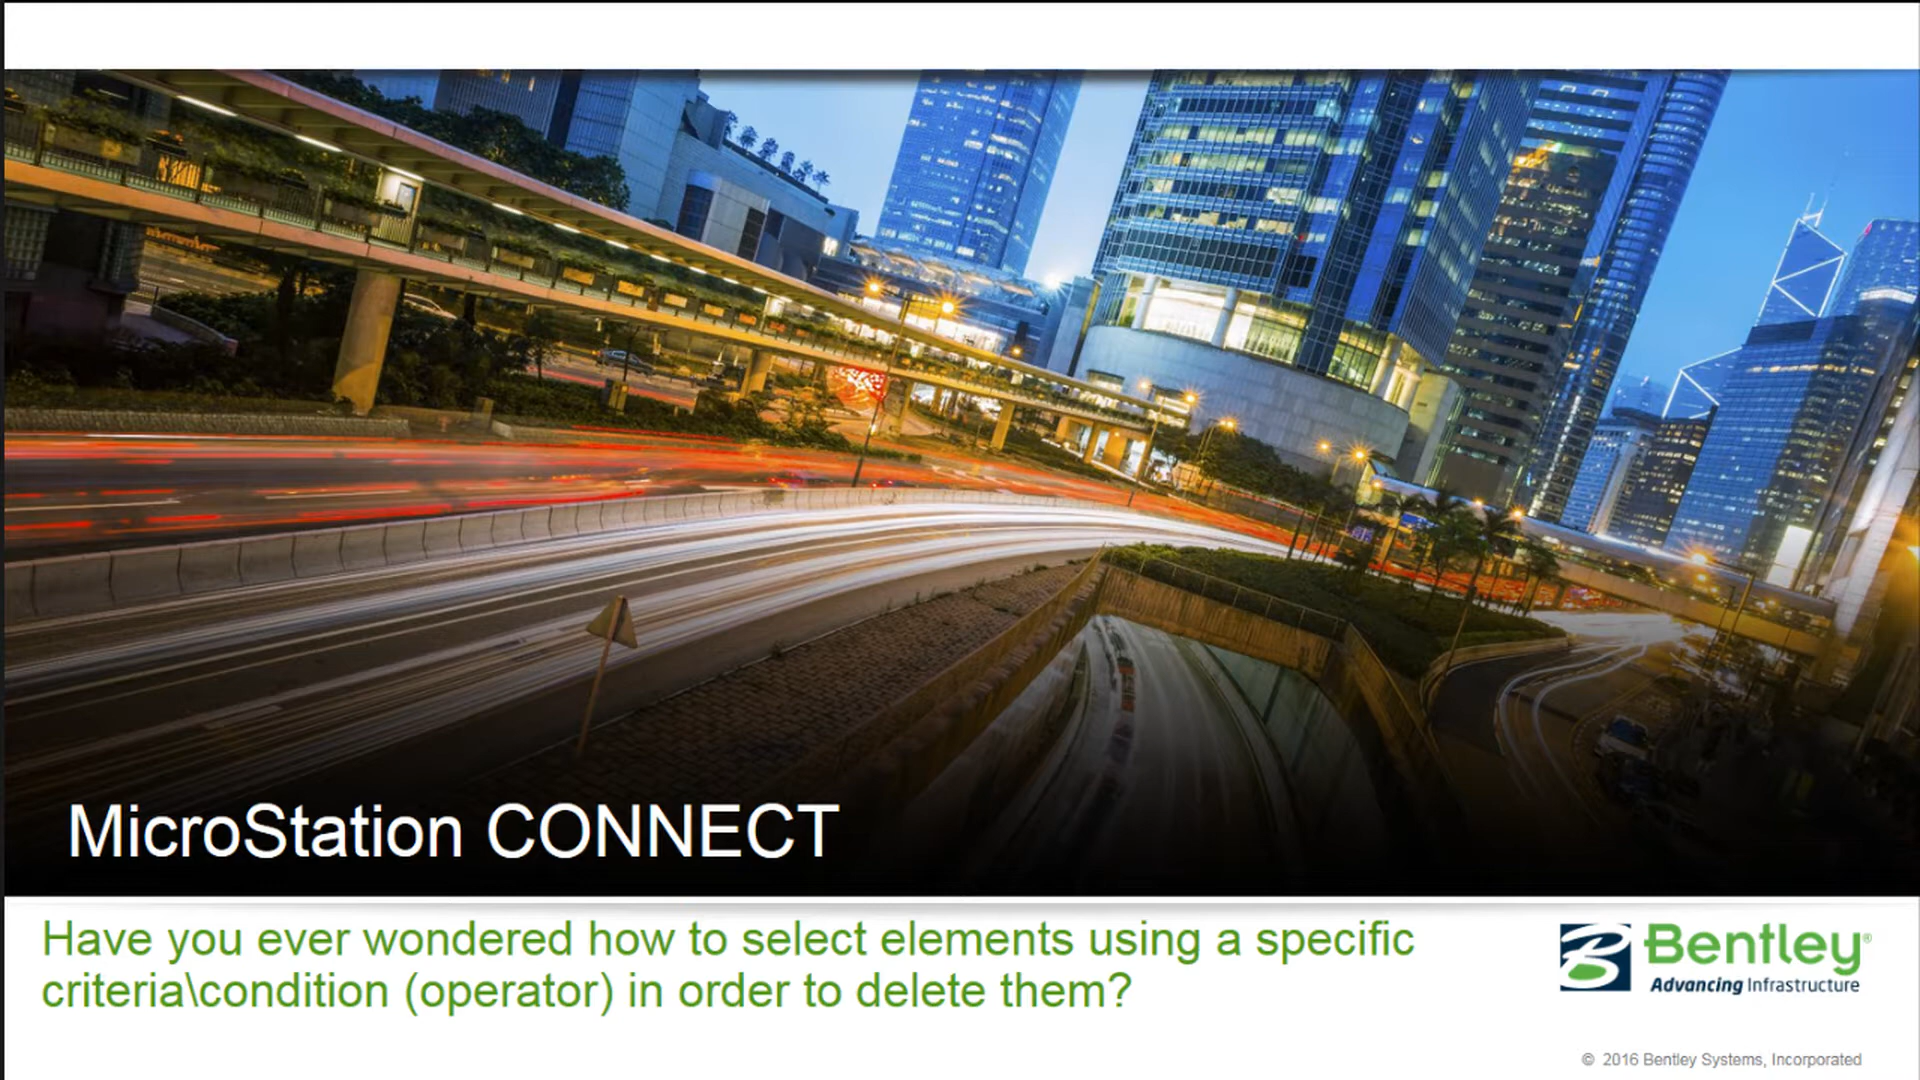 MicroStation CONNECT
Have you ever wondered how to select elements using a specific
criteria\condition (operator) in order to delete them?
Bentley®
Advancing Infrastructure
© 2016 Bentley Systems, Incorporated